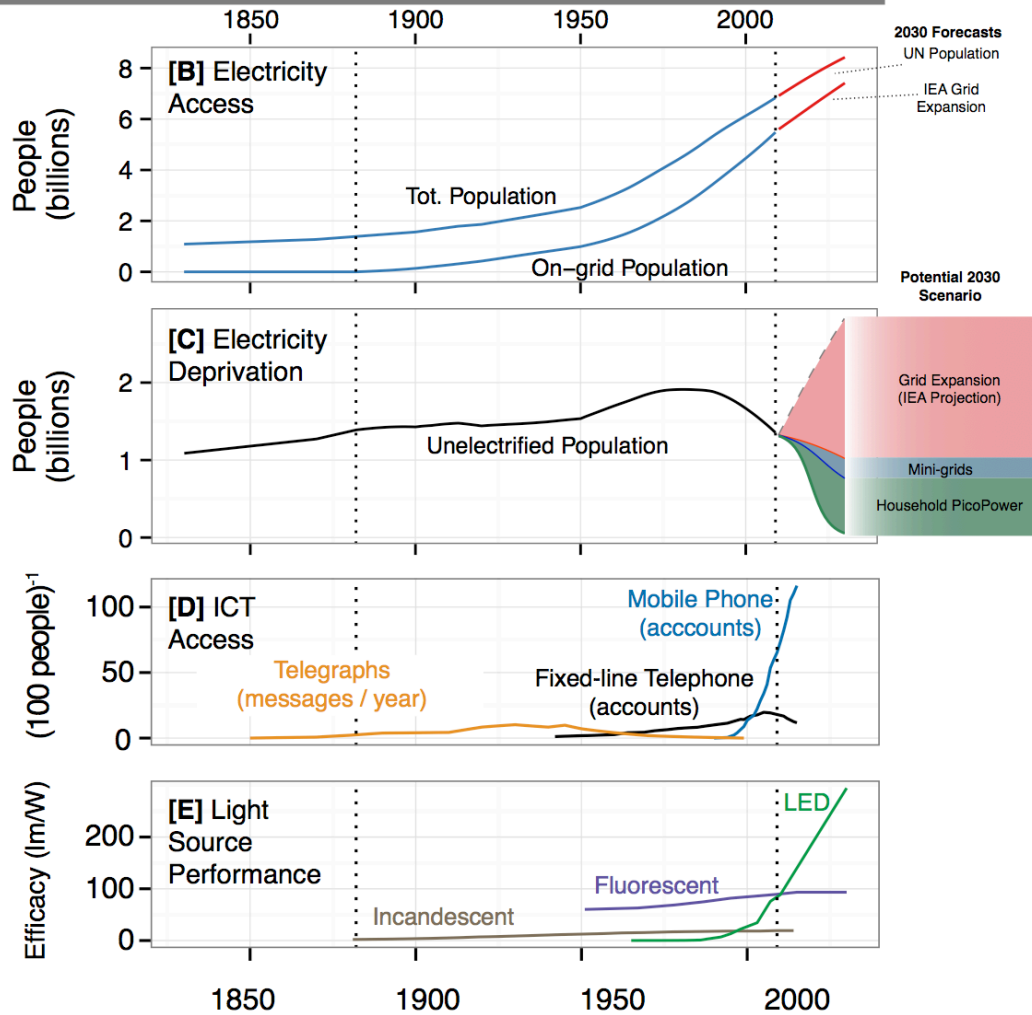 1850 1900 1950 2000
2030 Forecasts
UN Population
IEA Grid
Expansion
[B] Electricity
Access
People
(billions)
8
6
4
2
0
Tot. Population
On-grid Population
Potential 2030
Scenario
[C] Electricity
Deprivation
People
(billions)
2
1
0
Unelectrified Population
Grid Expansion
(IEA Projection)
Mini-grids
Household PicoPower
[D] ICT
Access
(100 people)⁻¹
100
50
0
Mobile Phone
(acccounts)
Telegraphs
(messages / year)
Fixed-line Telephone
(accounts)
[E] Light
Source
Performance
Efficacy (lm/W)
200
100
0
LED
Fluorescent
Incandescent
1850 1900 1950 2000